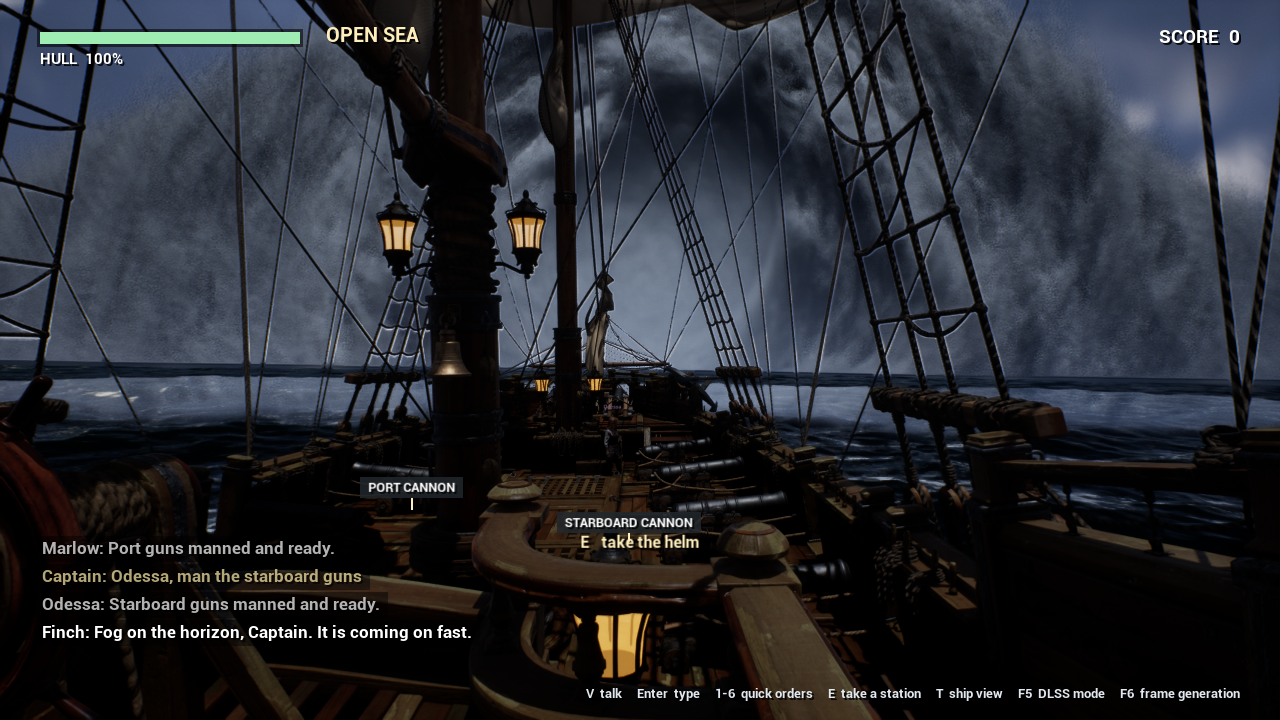 OPEN SEA
SCORE 0
HULL 100%
PORT CANNON
STARBOARD CANNON
E take the helm
Marlow: Port guns manned and ready.
Captain: Odessa, man the starboard guns
Odessa: Starboard guns manned and ready.
Finch: Fog on the horizon, Captain. It is coming on fast.
V talk Enter type 1-6 quick orders E take a station T ship view F5 DLSS mode F6 frame generation